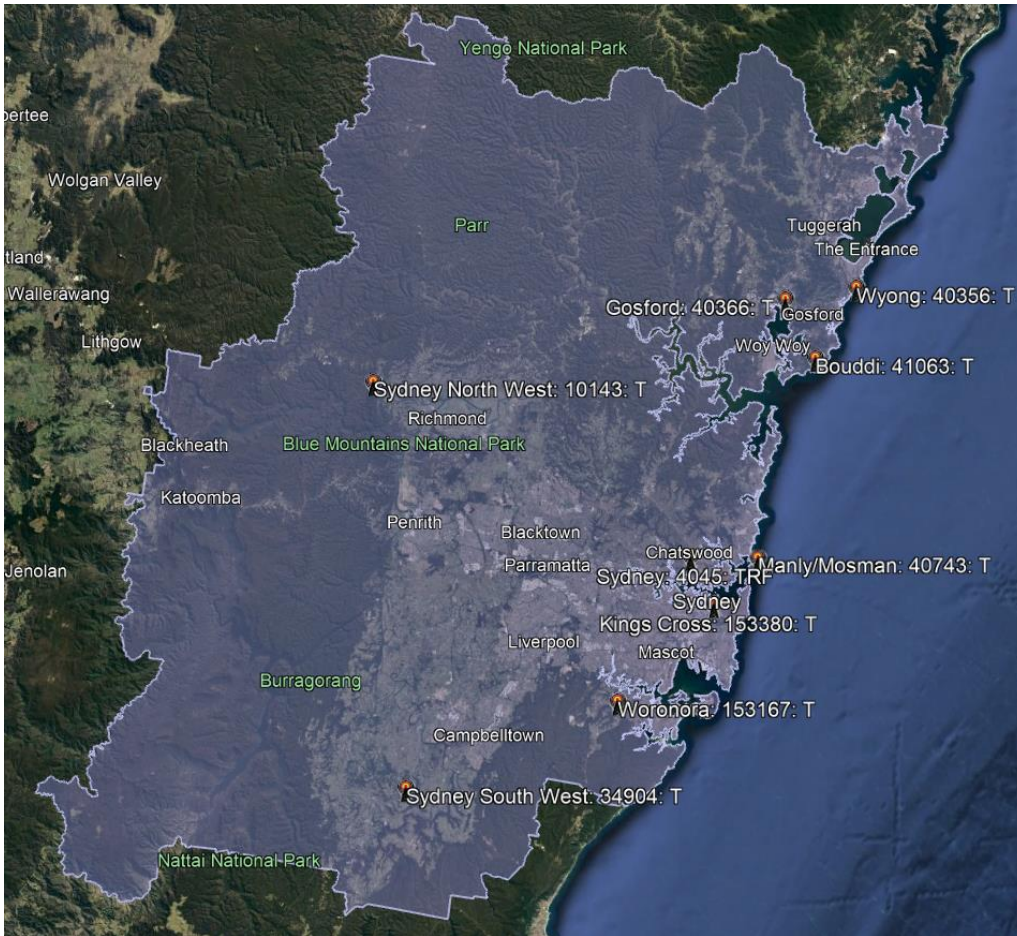 Yengo National Park
pertee
Wolgan Valley
Parr
Tuggerah
The Entrance
tland
Wallerawang
Wyong: 40356: T
Gosford: 40366: T
Gosford
Lithgow
Woy Woy
Bouddi: 41063: T
Sydney North West: 10143: T
Richmond
Blackheath
Blue Mountains National Park
Katoomba
Penrith
Blacktown
Chatswood
Jenolan
Parramatta
Manly/Mosman: 40743: T
Sydney: 4045: TRF
Sydney
Kings Cross: 153380: T
Liverpool
Mascot
Burragorang
Woronora: 153167: T
Campbelltown
Sydney South West: 34904: T
Nattai National Park